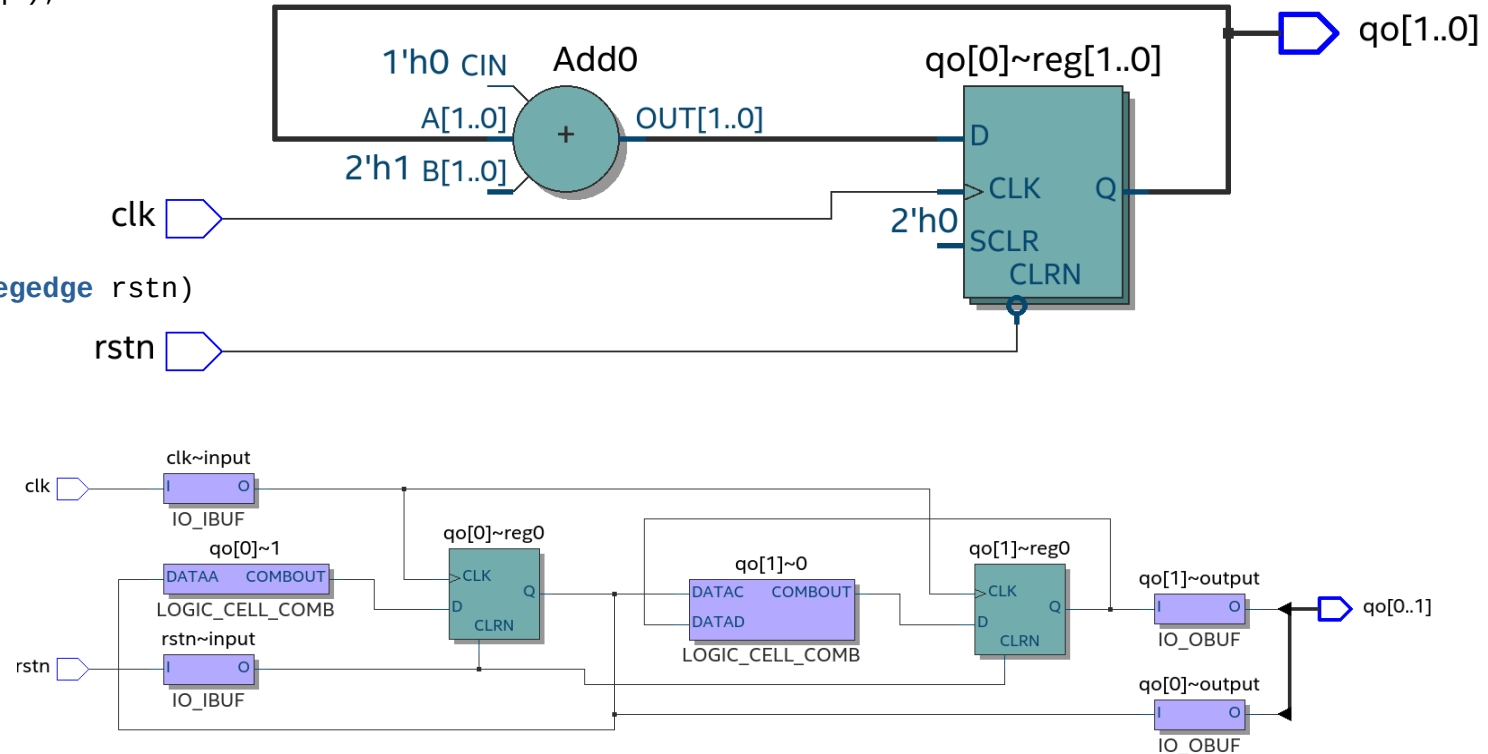 p);
qo[1..0]
1'h0 CIN Add0 qo[0]~reg[1..0]
A[1..0] + OUT[1..0] D
2'h1 B[1..0]
clk CLK Q
2'h0
SCLR
CLRN
egedge rstn)
rstn
clk~input
clk I O
IO_IBUF
qo[0]~reg0
qo[0]~1 qo[1]~reg0
qo[1]~0
DATAA COMBOUT CLK qo[1]~output
Q DATAC COMBOUT CLK
LOGIC_CELL_COMB D Q I O qo[0..1]
CLRN DATAD D
rstn~input CLRN IO_OBUF
LOGIC_CELL_COMB
rstn I O
qo[0]~output
IO_IBUF
I O
IO_OBUF